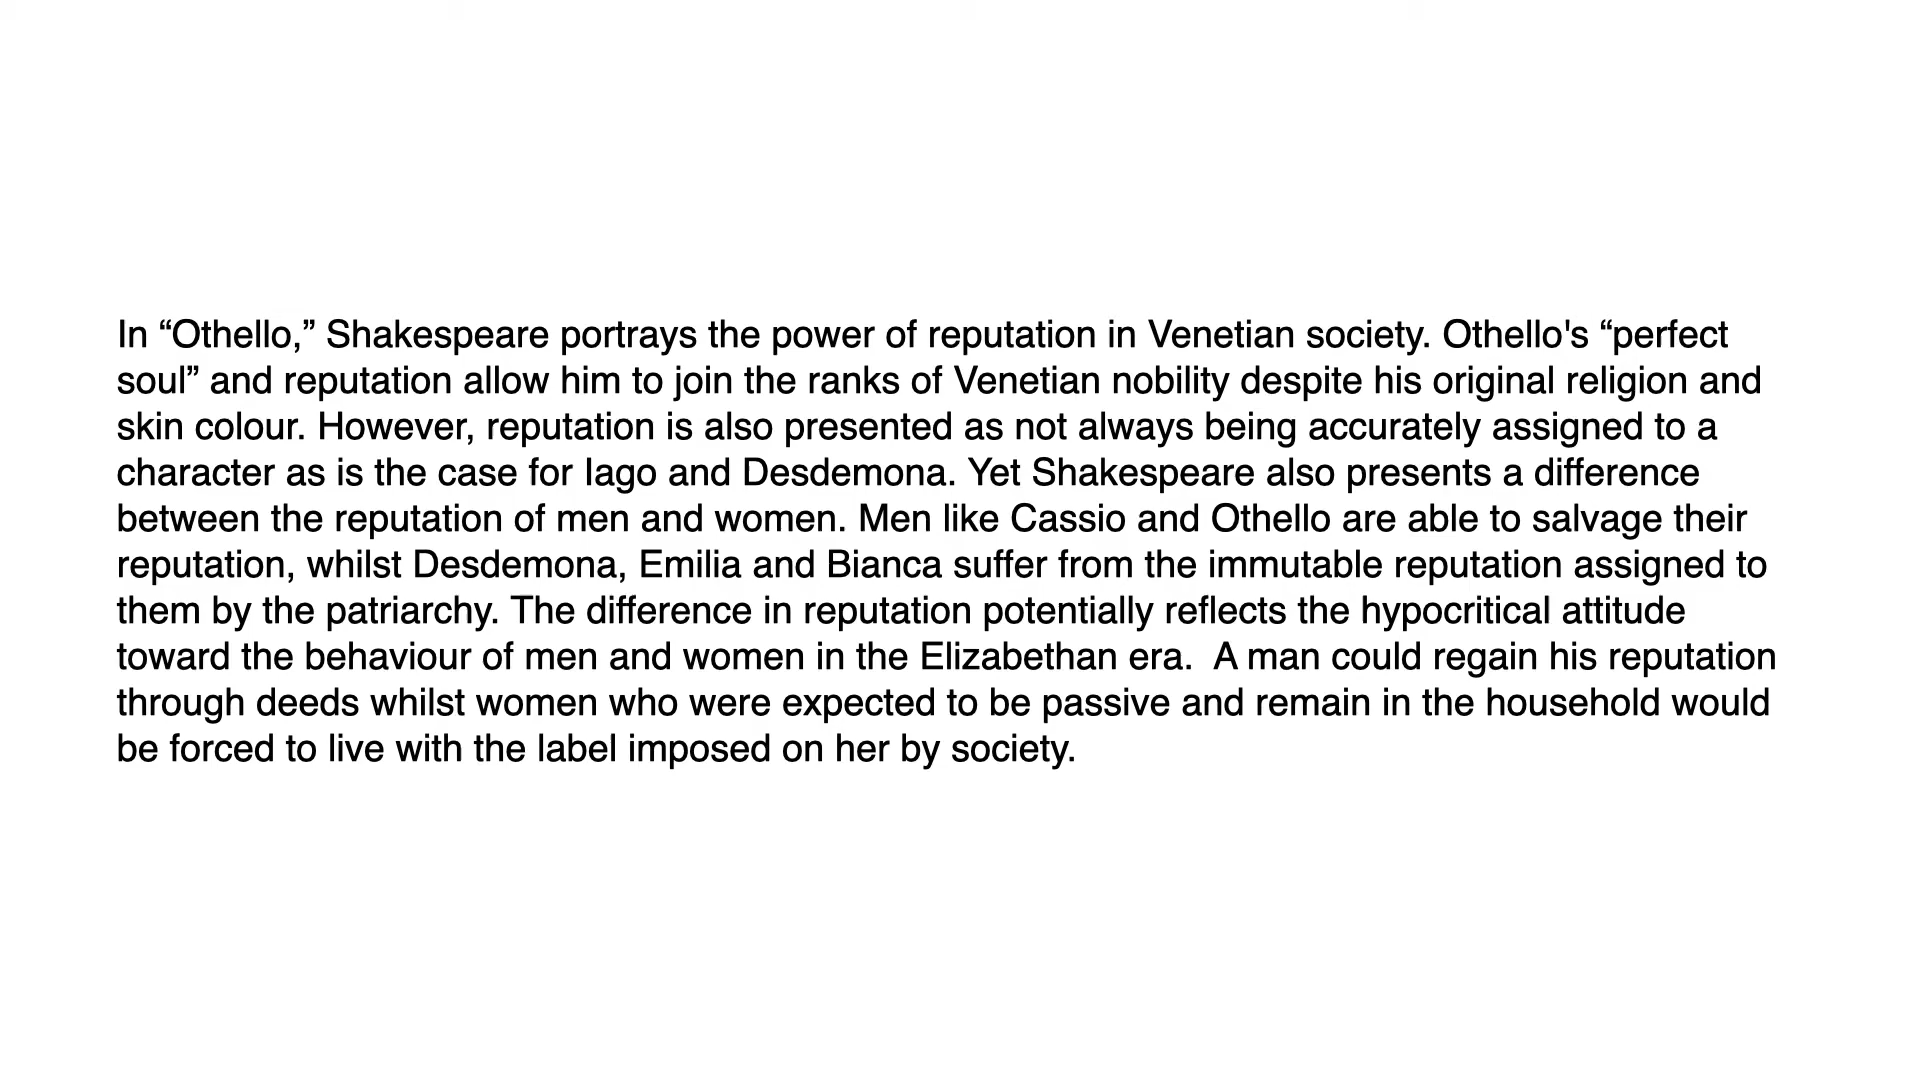 In “Othello,” Shakespeare portrays the power of reputation in Venetian society. Othello's “perfect
soul” and reputation allow him to join the ranks of Venetian nobility despite his original religion and
skin colour. However, reputation is also presented as not always being accurately assigned to a
character as is the case for Iago and Desdemona. Yet Shakespeare also presents a difference
between the reputation of men and women. Men like Cassio and Othello are able to salvage their
reputation, whilst Desdemona, Emilia and Bianca suffer from the immutable reputation assigned to
them by the patriarchy. The difference in reputation potentially reflects the hypocritical attitude
toward the behaviour of men and women in the Elizabethan era.  A man could regain his reputation
through deeds whilst women who were expected to be passive and remain in the household would
be forced to live with the label imposed on her by society.